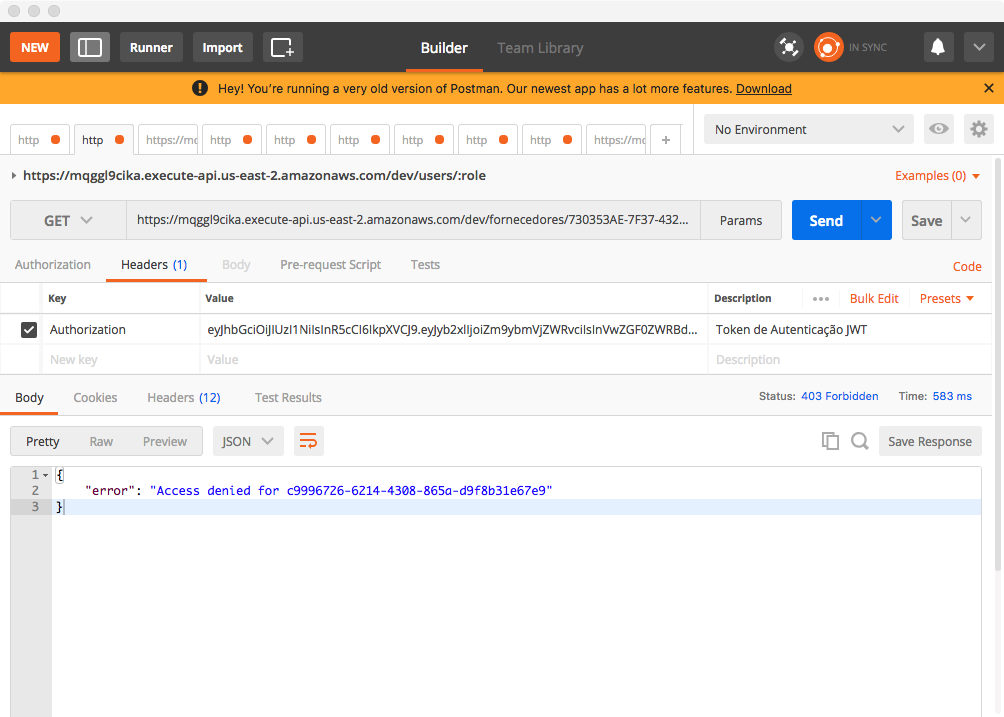 NEW Runner Import Builder Team Library IN SYNC
Hey! You're running a very old version of Postman. Our newest app has a lot more features. Download
http http https://mq http http http http http http https://mq + No Environment
https://mqggl9cika.execute-api.us-east-2.amazonaws.com/dev/users/:role Examples (0)
GET https://mqggl9cika.execute-api.us-east-2.amazonaws.com/dev/fornecedores/730353AE-7F37-432... Params Send Save
Authorization Headers (1) Body Pre-request Script Tests Code
Key Value Description Bulk Edit Presets
Authorization Token de Autenticação JWT
New key Value Description
Body Cookies Headers (12) Test Results Status: 403 Forbidden Time: 583 ms
Pretty Raw Preview JSON Save Response
1 {
2 "error": "Access denied for c9996726-6214-4308-865a-d9f8b31e67e9"
3 }